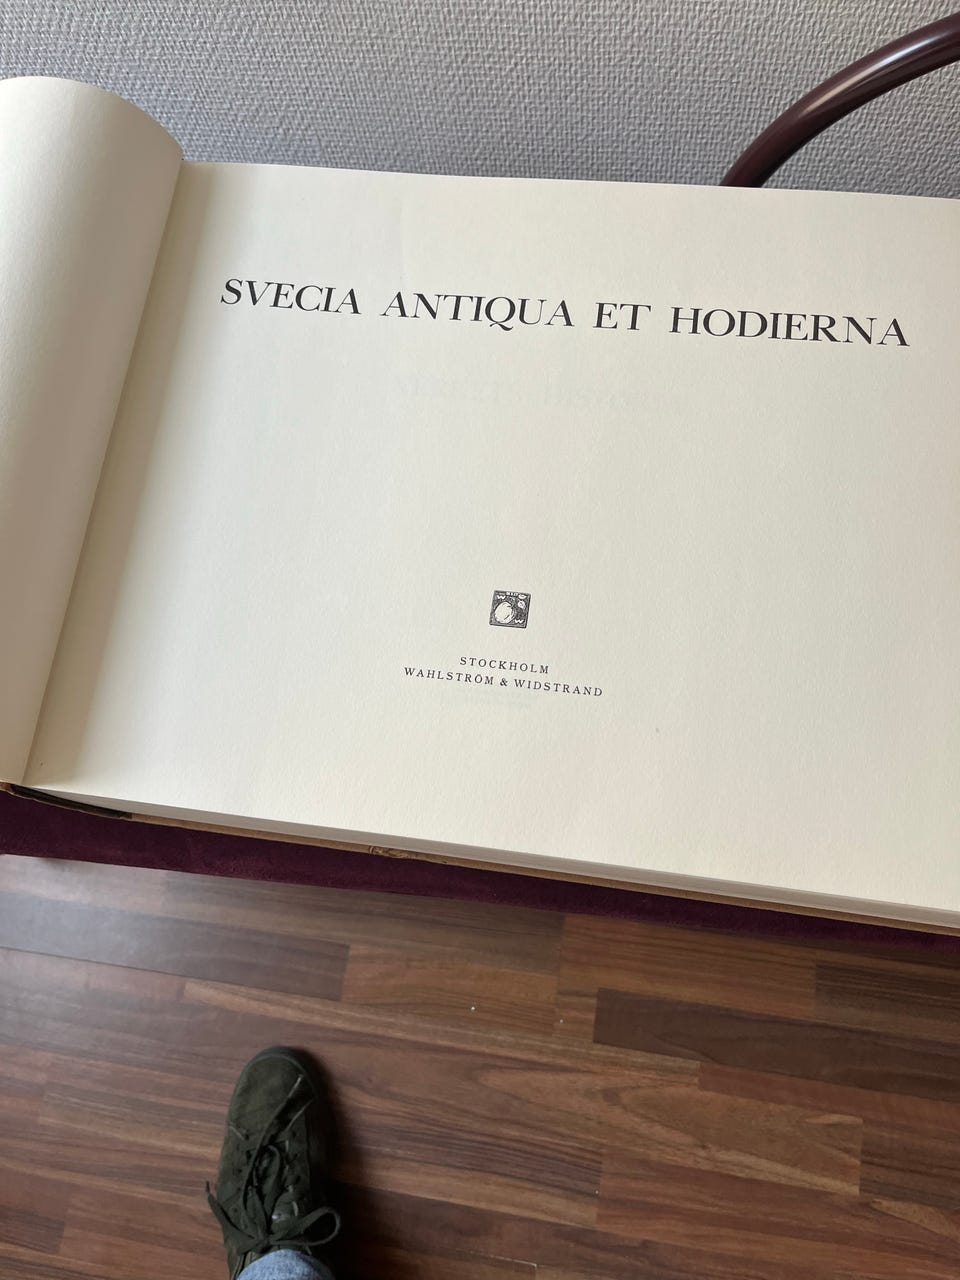 SVECIA ANTIQUA ET HODIERNA
STOCKHOLM
WAHLSTRÖM & WIDSTRAND